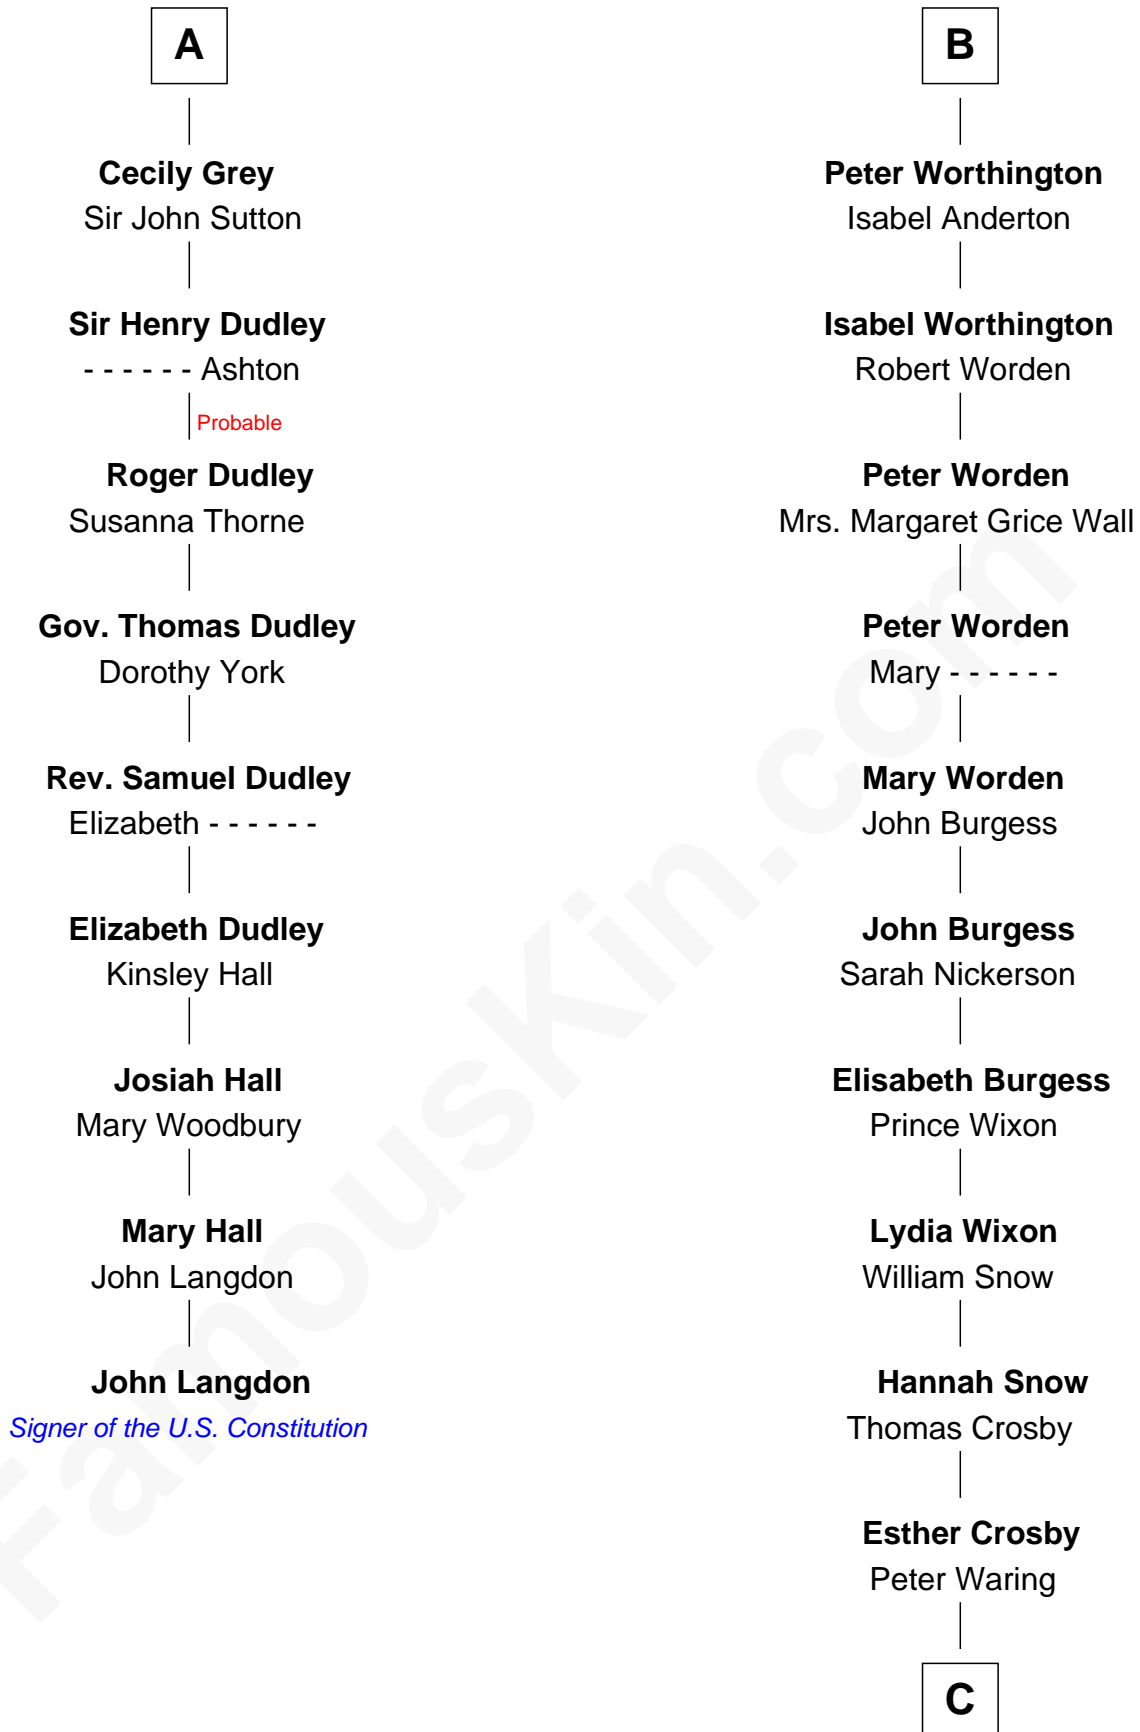 A
Cecily Grey
Sir John Sutton
Sir Henry Dudley
- - - - - - Ashton
Probable
Roger Dudley
Susanna Thorne
Gov. Thomas Dudley
Dorothy York
Rev. Samuel Dudley
Elizabeth - - - - - -
Elizabeth Dudley
Kinsley Hall
Josiah Hall
Mary Woodbury
Mary Hall
John Langdon
John Langdon
Signer of the U.S. Constitution
B
Peter Worthington
Isabel Anderton
Isabel Worthington
Robert Worden
Peter Worden
Mrs. Margaret Grice Wall
Peter Worden
Mary - - - - - -
Mary Worden
John Burgess
John Burgess
Sarah Nickerson
Elisabeth Burgess
Prince Wixon
Lydia Wixon
William Snow
Hannah Snow
Thomas Crosby
Esther Crosby
Peter Waring
C
FamousKin.com